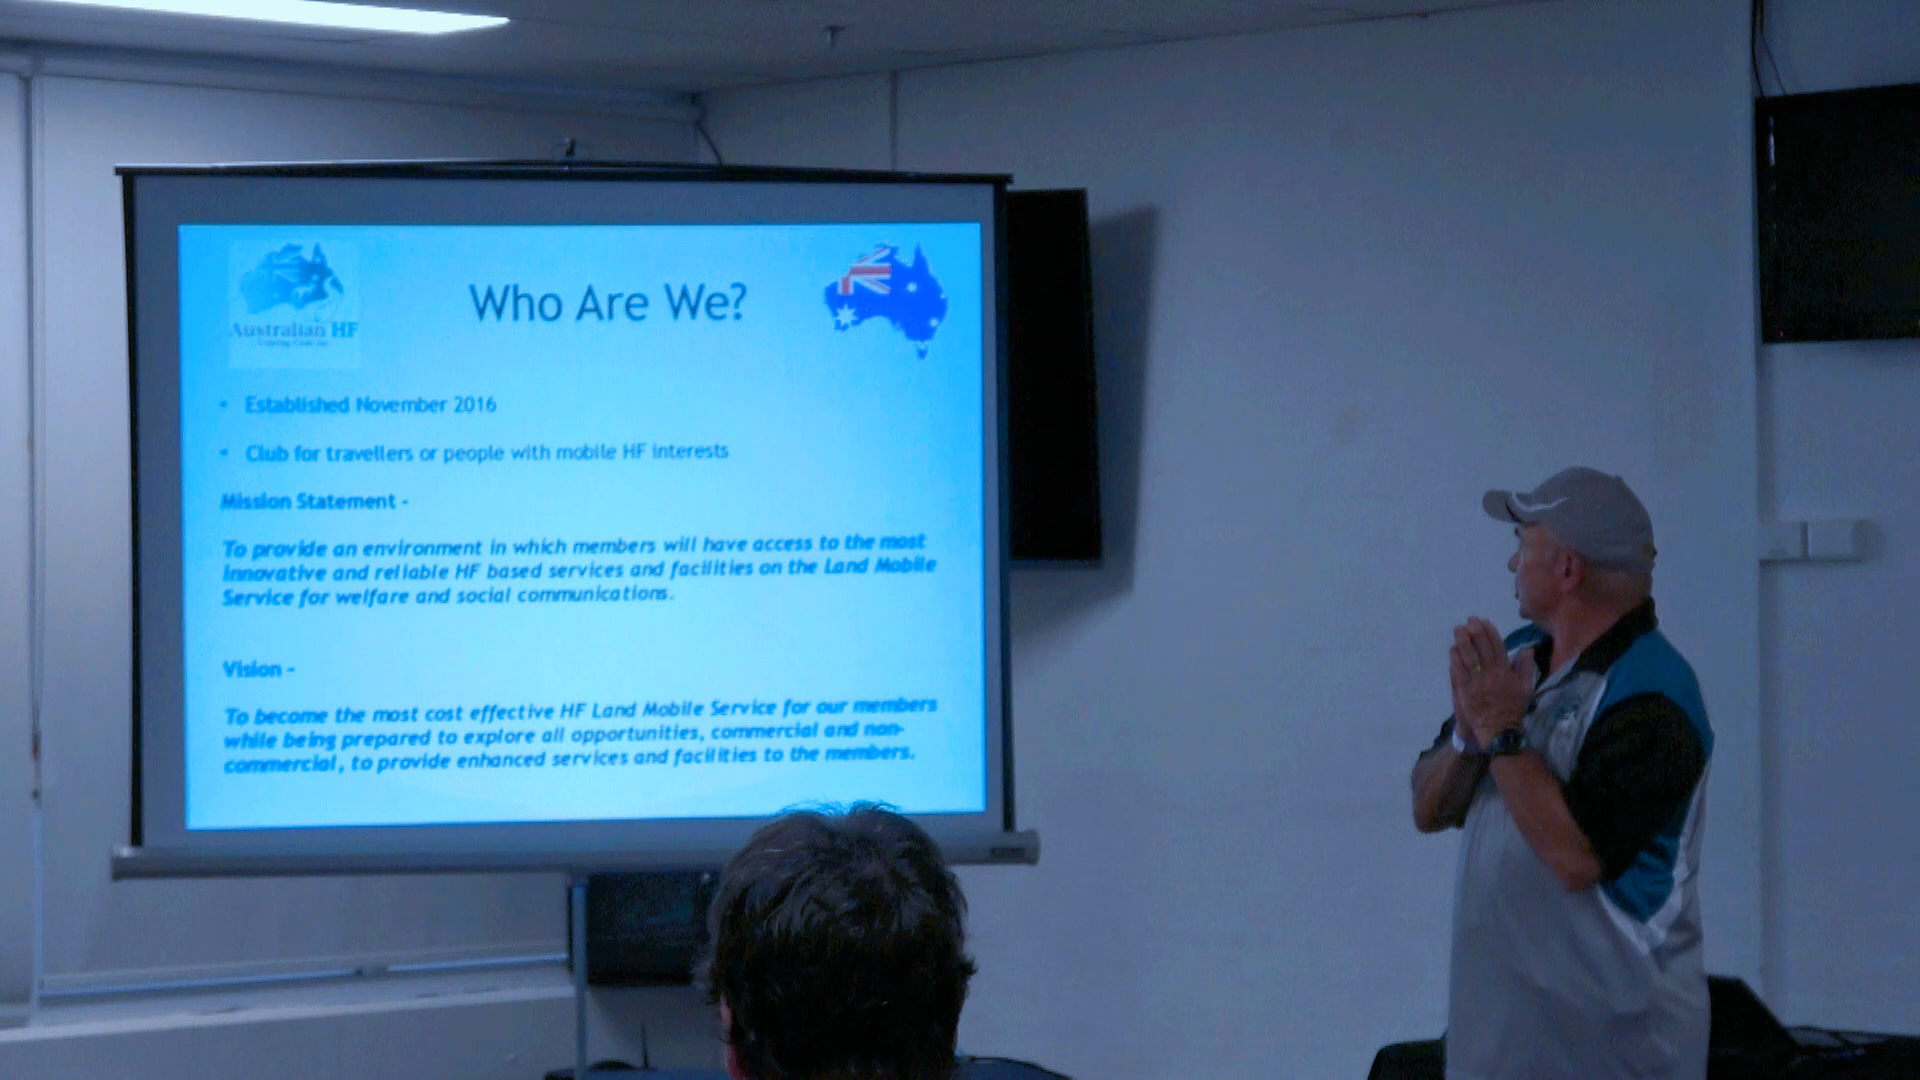 Who Are We?
Australian HF
• Established November 2016
• Club for travellers or people with mobile HF interests
Mission Statement -
To provide an environment in which members will have access to the most
innovative and reliable HF based services and facilities on the Land Mobile
Service for welfare and social communications.
Vision -
To become the most cost effective HF Land Mobile Service for our members
while being prepared to explore all opportunities, commercial and non-
commercial, to provide enhanced services and facilities to the members.